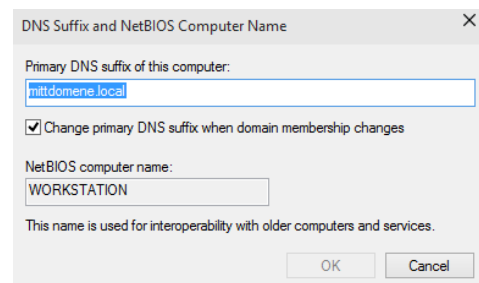 DNS Suffix and NetBIOS Computer Name
Primary DNS suffix of this computer:
mittdomene.local
Change primary DNS suffix when domain membership changes
NetBIOS computer name:
WORKSTATION
This name is used for interoperability with older computers and services.
OK Cancel